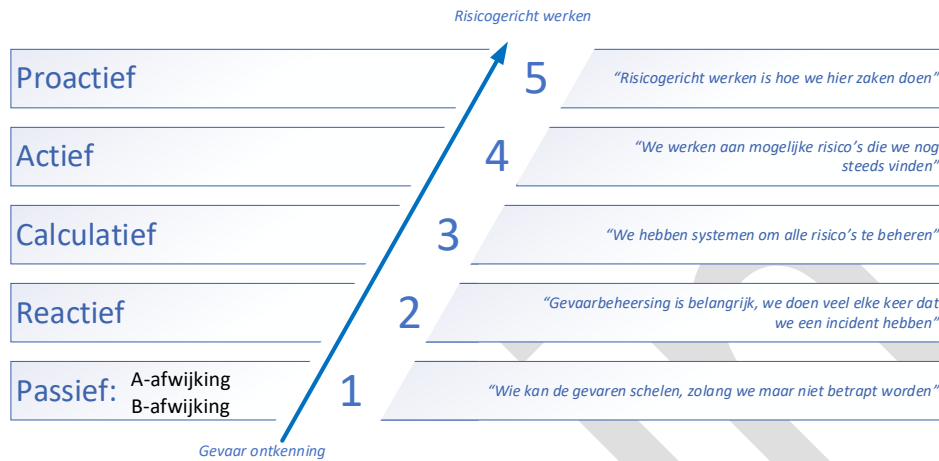 Risicogericht werken
Proactief
5
“Risicogericht werken is hoe we hier zaken doen”
Actief
4
“We werken aan mogelijke risico’s die we nog
steeds vinden”
Calculatief
3
“We hebben systemen om alle risico’s te beheren”
Reactief
2
“Gevaarbeheersing is belangrijk, we doen veel elke keer dat
we een incident hebben”
Passief:
A-afwijking
B-afwijking
1
“Wie kan de gevaren schelen, zolang we maar niet betrapt worden”
Gevaar ontkenning